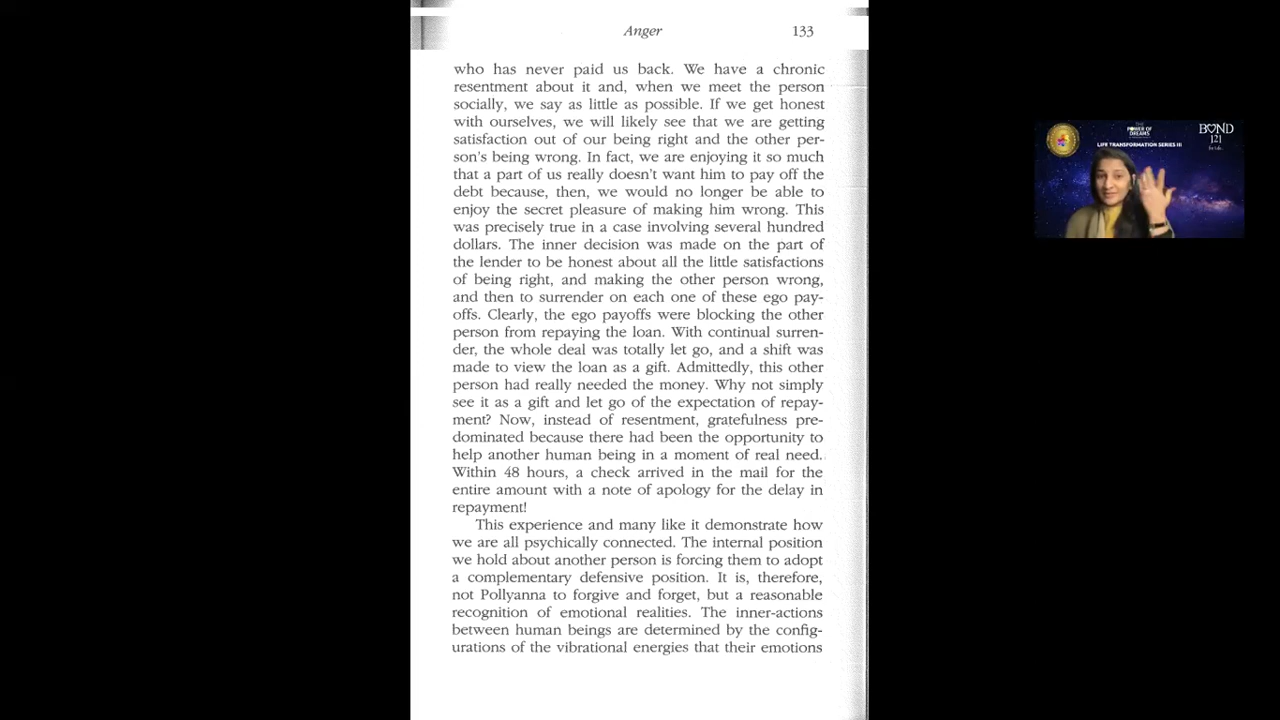 Anger 133
who has never paid us back. We have a chronic
resentment about it and, when we meet the person
socially, we say as little as possible. If we get honest
with ourselves, we will likely see that we are getting
satisfaction out of our being right and the other per-
son's being wrong. In fact, we are enjoying it so much
that a part of us really doesn't want him to pay off the
debt because, then, we would no longer be able to
enjoy the secret pleasure of making him wrong. This
was precisely true in a case involving several hundred
dollars. The inner decision was made on the part of
the lender to be honest about all the little satisfactions
of being right, and making the other person wrong,
and then to surrender on each one of these ego pay-
offs. Clearly, the ego payoffs were blocking the other
person from repaying the loan. With continual surren-
der, the whole deal was totally let go, and a shift was
made to view the loan as a gift. Admittedly, this other
person had really needed the money. Why not simply
see it as a gift and let go of the expectation of repay-
ment? Now, instead of resentment, gratefulness pre-
dominated because there had been the opportunity to
help another human being in a moment of real need.
Within 48 hours, a check arrived in the mail for the
entire amount with a note of apology for the delay in
repayment!
This experience and many like it demonstrate how
we are all psychically connected. The internal position
we hold about another person is forcing them to adopt
a complementary defensive position. It is, therefore,
not Pollyanna to forgive and forget, but a reasonable
recognition of emotional realities. The inner-actions
between human beings are determined by the config-
urations of the vibrational energies that their emotions
THE
POWER OF
DREAMS
LIFE TRANSFORMATION SERIES III
BOND
121